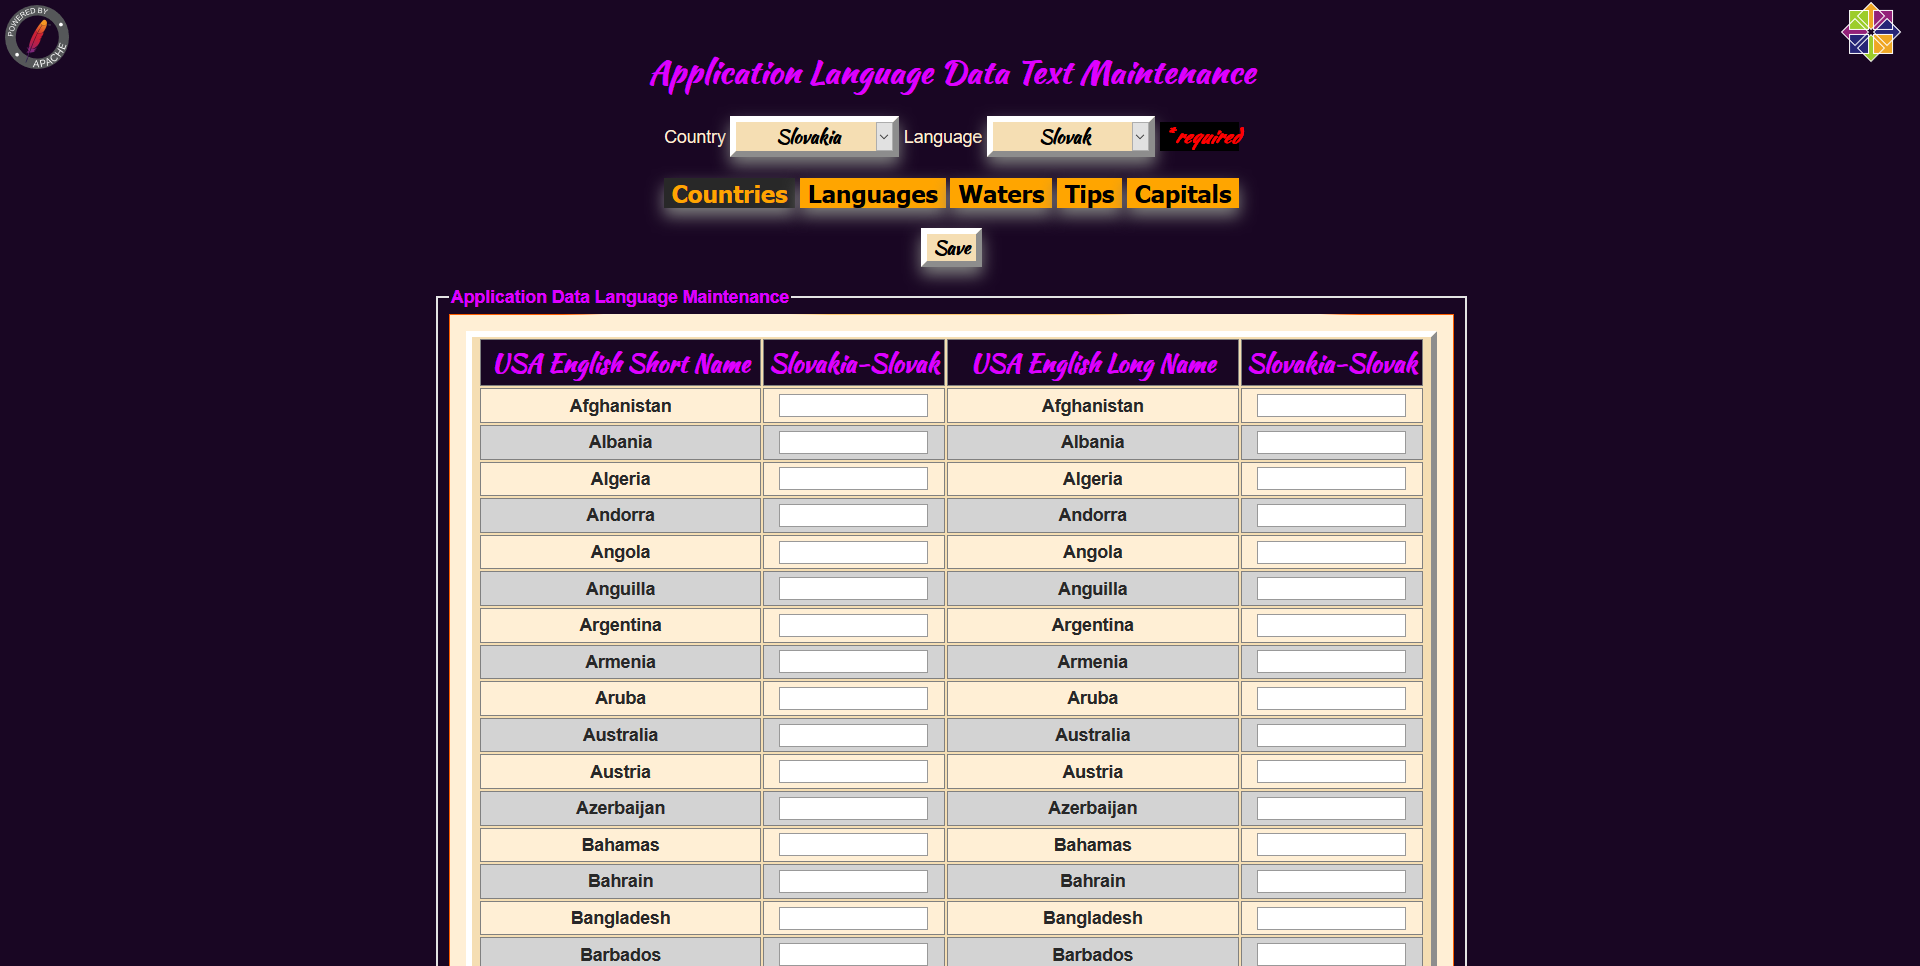 POWERED BY
APACHE
Application Language Data Text Maintenance
Country Slovakia Language Slovak *required
Countries Languages Waters Tips Capitals
Save
Application Data Language Maintenance
USA English Short Name Slovakia-Slovak USA English Long Name Slovakia-Slovak
Afghanistan Afghanistan
Albania Albania
Algeria Algeria
Andorra Andorra
Angola Angola
Anguilla Anguilla
Argentina Argentina
Armenia Armenia
Aruba Aruba
Australia Australia
Austria Austria
Azerbaijan Azerbaijan
Bahamas Bahamas
Bahrain Bahrain
Bangladesh Bangladesh
Barbados Barbados